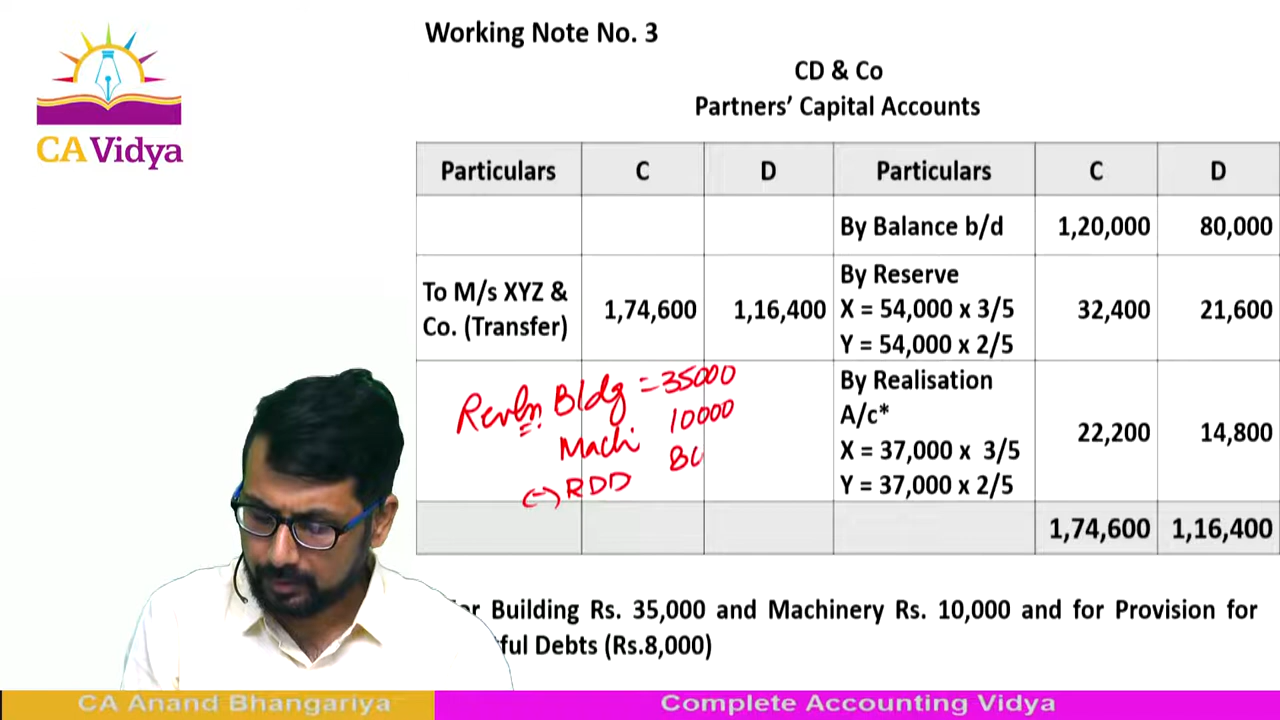 Working Note No. 3
CD & Co
Partners’ Capital Accounts
CA Vidya
Particulars C D Particulars C D
By Balance b/d 1,20,000 80,000
To M/s XYZ &
Co. (Transfer) 1,74,600 1,16,400
By Reserve
X = 54,000 x 3/5
Y = 54,000 x 2/5
32,400 21,600
Revln Bldg = 35000
Mach 10000
(-) RDD 80
By Realisation
A/c*
X = 37,000 x 3/5
Y = 37,000 x 2/5
22,200 14,800
1,74,600 1,16,400
Building Rs. 35,000 and Machinery Rs. 10,000 and for Provision for
Debts (Rs.8,000)
CA Anand Bhangariya
Complete Accounting Vidya